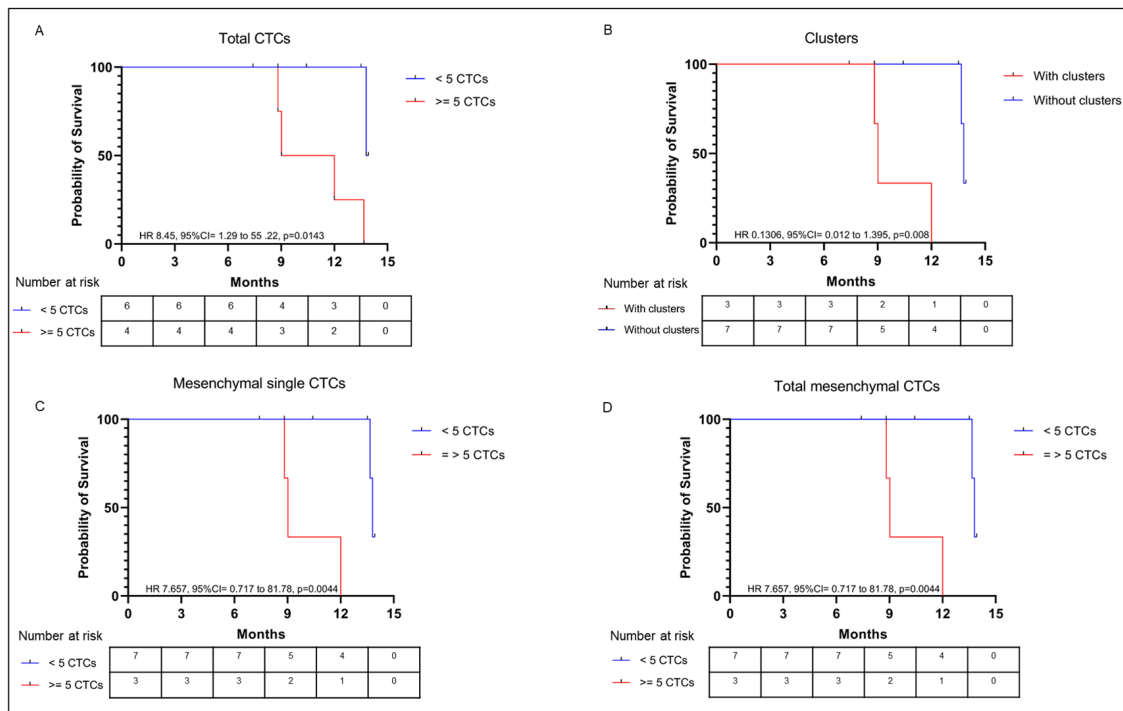 A
Total CTCs
Probability of Survival
100
50
0
< 5 CTCs
>= 5 CTCs
HR 8.45, 95%CI= 1.29 to 55 .22, p=0.0143
0 3 6 9 12 15
Months
Number at risk
< 5 CTCs 6 6 6 4 3 0
>= 5 CTCs 4 4 4 3 2 0
B
Clusters
Probability of Survival
100
50
0
With clusters
Without clusters
HR 0.1306, 95%CI= 0.012 to 1.395, p=0.008
0 3 6 9 12 15
Months
Number at risk
With clusters 3 3 3 2 1 0
Without clusters 7 7 7 5 4 0
C
Mesenchymal single CTCs
Probability of Survival
100
50
0
< 5 CTCs
= > 5 CTCs
HR 7.657, 95%CI= 0.717 to 81.78, p=0.0044
0 3 6 9 12 15
Months
Number at risk
< 5 CTCs 7 7 7 5 4 0
>= 5 CTCs 3 3 3 2 1 0
D
Total mesenchymal CTCs
Probability of Survival
100
50
0
< 5 CTCs
= > 5 CTCs
HR 7.657, 95%CI= 0.717 to 81.78, p=0.0044
0 3 6 9 12 15
Months
Number at risk
< 5 CTCs 7 7 7 5 4 0
>= 5 CTCs 3 3 3 2 1 0